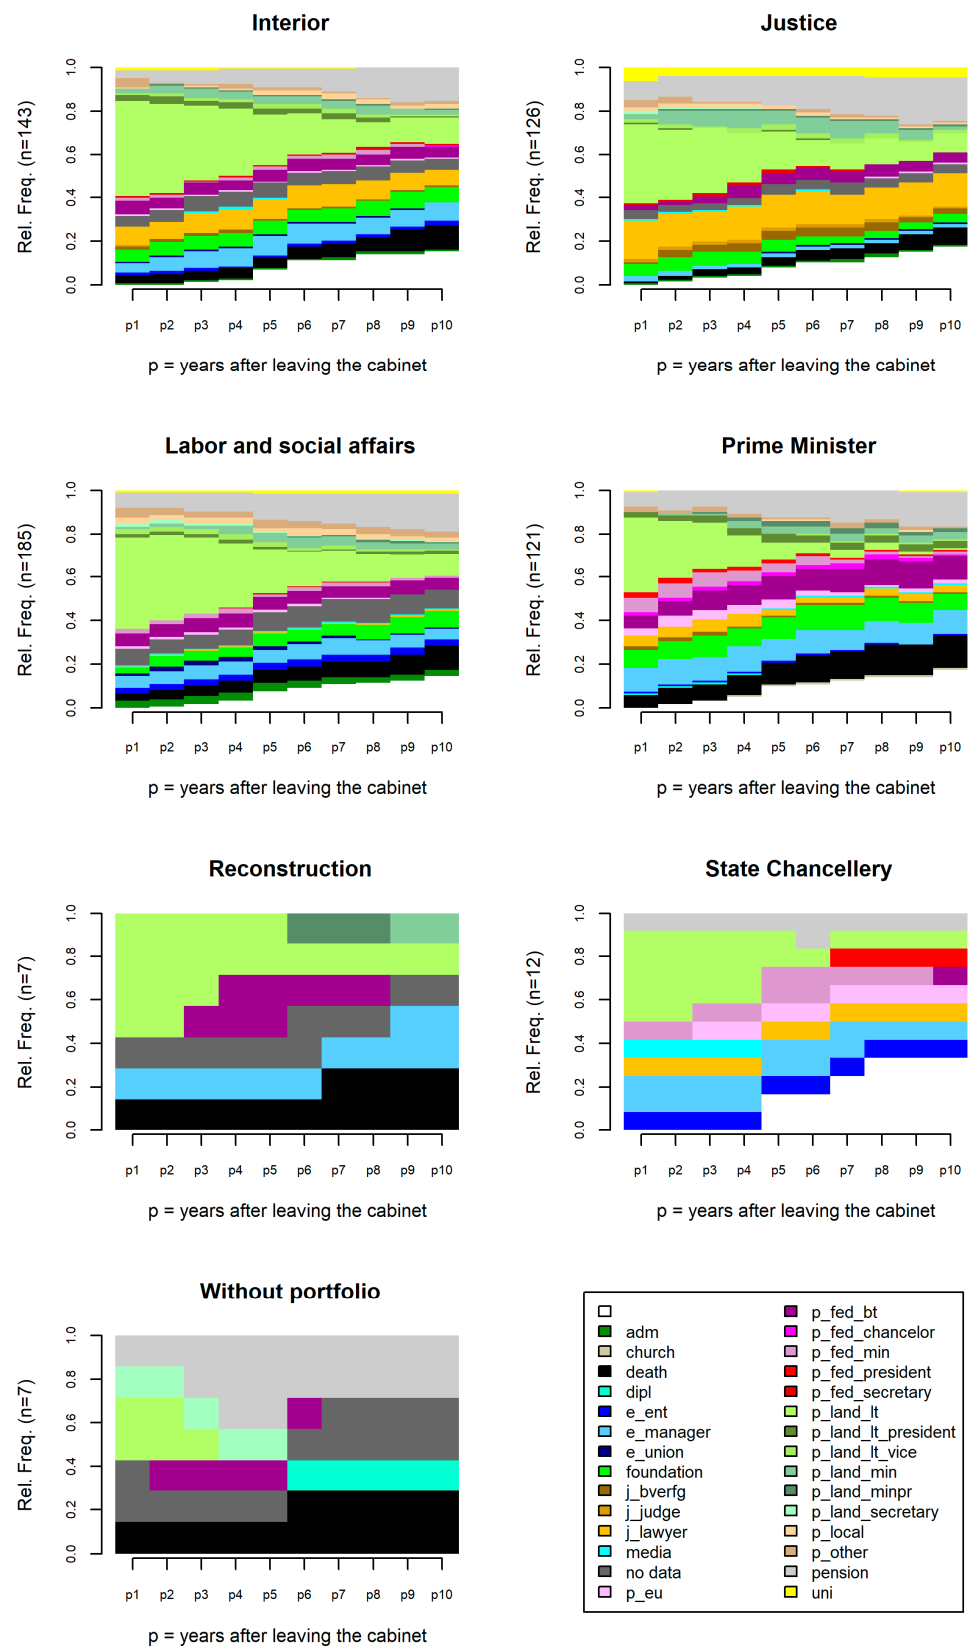 Interior
Rel. Freq. (n=143)
0.0 0.2 0.4 0.6 0.8 1.0
p1 p2 p3 p4 p5 p6 p7 p8 p9 p10
p = years after leaving the cabinet
Justice
Rel. Freq. (n=126)
0.0 0.2 0.4 0.6 0.8 1.0
p1 p2 p3 p4 p5 p6 p7 p8 p9 p10
p = years after leaving the cabinet
Labor and social affairs
Rel. Freq. (n=185)
0.0 0.2 0.4 0.6 0.8 1.0
p1 p2 p3 p4 p5 p6 p7 p8 p9 p10
p = years after leaving the cabinet
Prime Minister
Rel. Freq. (n=121)
0.0 0.2 0.4 0.6 0.8 1.0
p1 p2 p3 p4 p5 p6 p7 p8 p9 p10
p = years after leaving the cabinet
Reconstruction
Rel. Freq. (n=7)
0.0 0.2 0.4 0.6 0.8 1.0
p1 p2 p3 p4 p5 p6 p7 p8 p9 p10
p = years after leaving the cabinet
State Chancellery
Rel. Freq. (n=12)
0.0 0.2 0.4 0.6 0.8 1.0
p1 p2 p3 p4 p5 p6 p7 p8 p9 p10
p = years after leaving the cabinet
Without portfolio
Rel. Freq. (n=7)
0.0 0.2 0.4 0.6 0.8 1.0
p1 p2 p3 p4 p5 p6 p7 p8 p9 p10
p = years after leaving the cabinet
adm
church
death
dipl
e_ent
e_manager
e_union
foundation
j_bverfg
j_judge
j_lawyer
media
no data
p_eu
p_fed_bt
p_fed_chancelor
p_fed_min
p_fed_president
p_fed_secretary
p_land_lt
p_land_lt_president
p_land_lt_vice
p_land_min
p_land_minpr
p_land_secretary
p_local
p_other
pension
uni